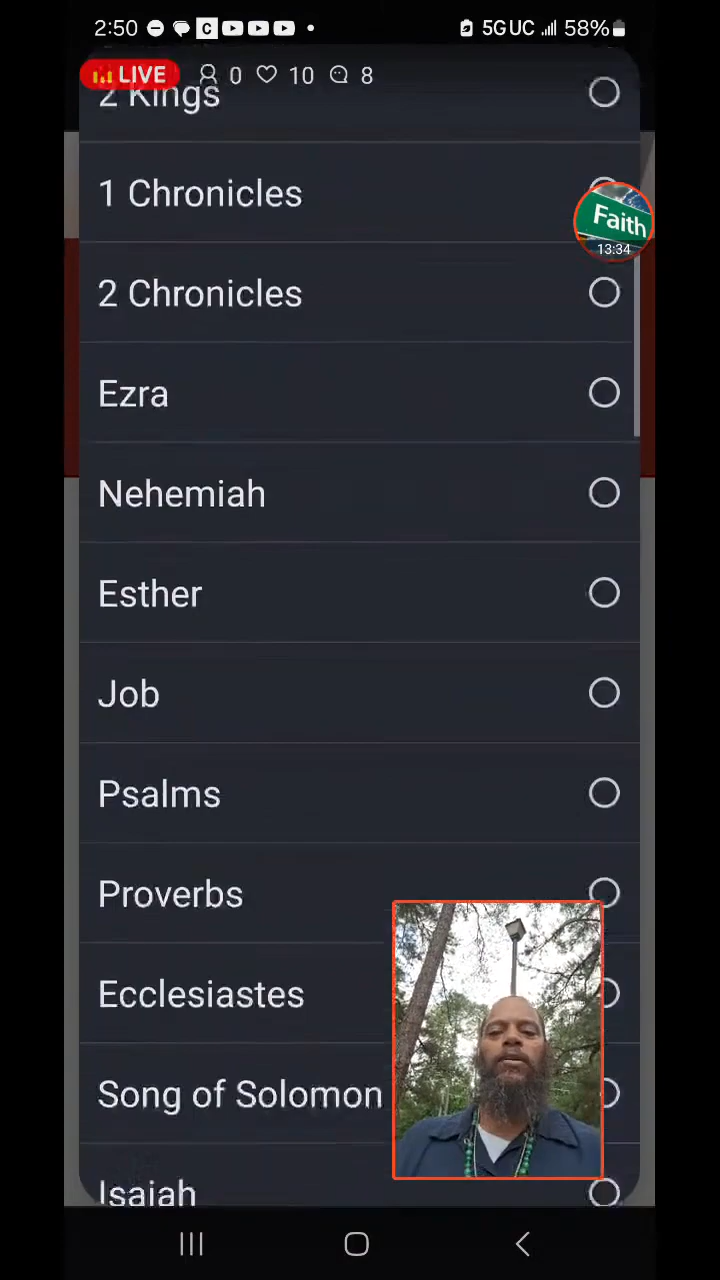 2:50 C 5G UC 58%
LIVE 0 10 8
2 Kings
1 Chronicles
Faith
13:34
2 Chronicles
Ezra
Nehemiah
Esther
Job
Psalms
Proverbs
Ecclesiastes
Song of Solomon
Isaiah